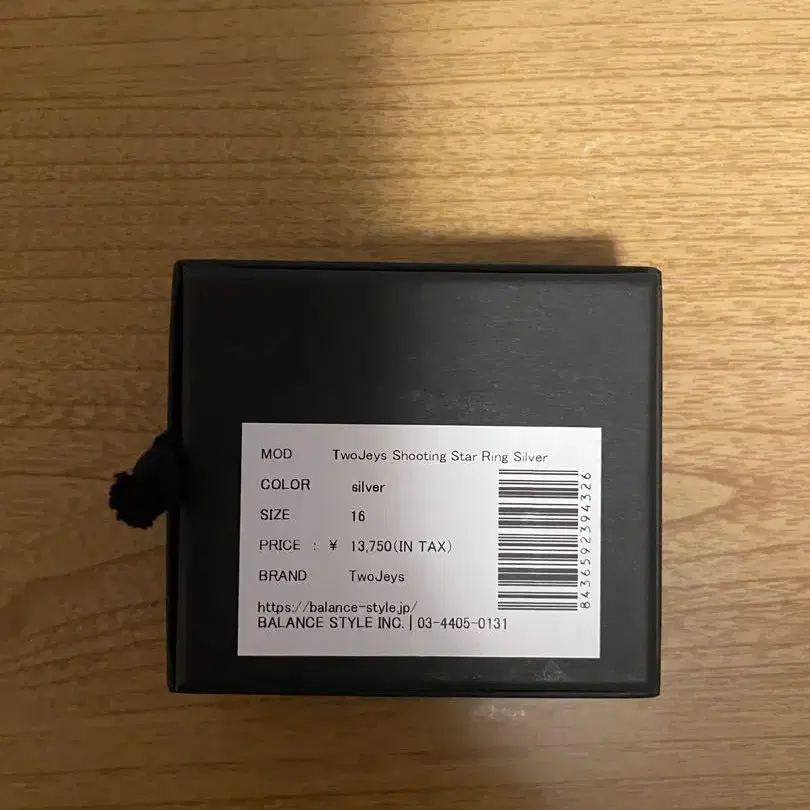 MOD TwoJeys Shooting Star Ring Silver
COLOR silver
SIZE 16
PRICE : ¥ 13,750(IN TAX)
BRAND TwoJeys
https://balance-style.jp/
BALANCE STYLE INC. | 03-4405-0131
8436592394326